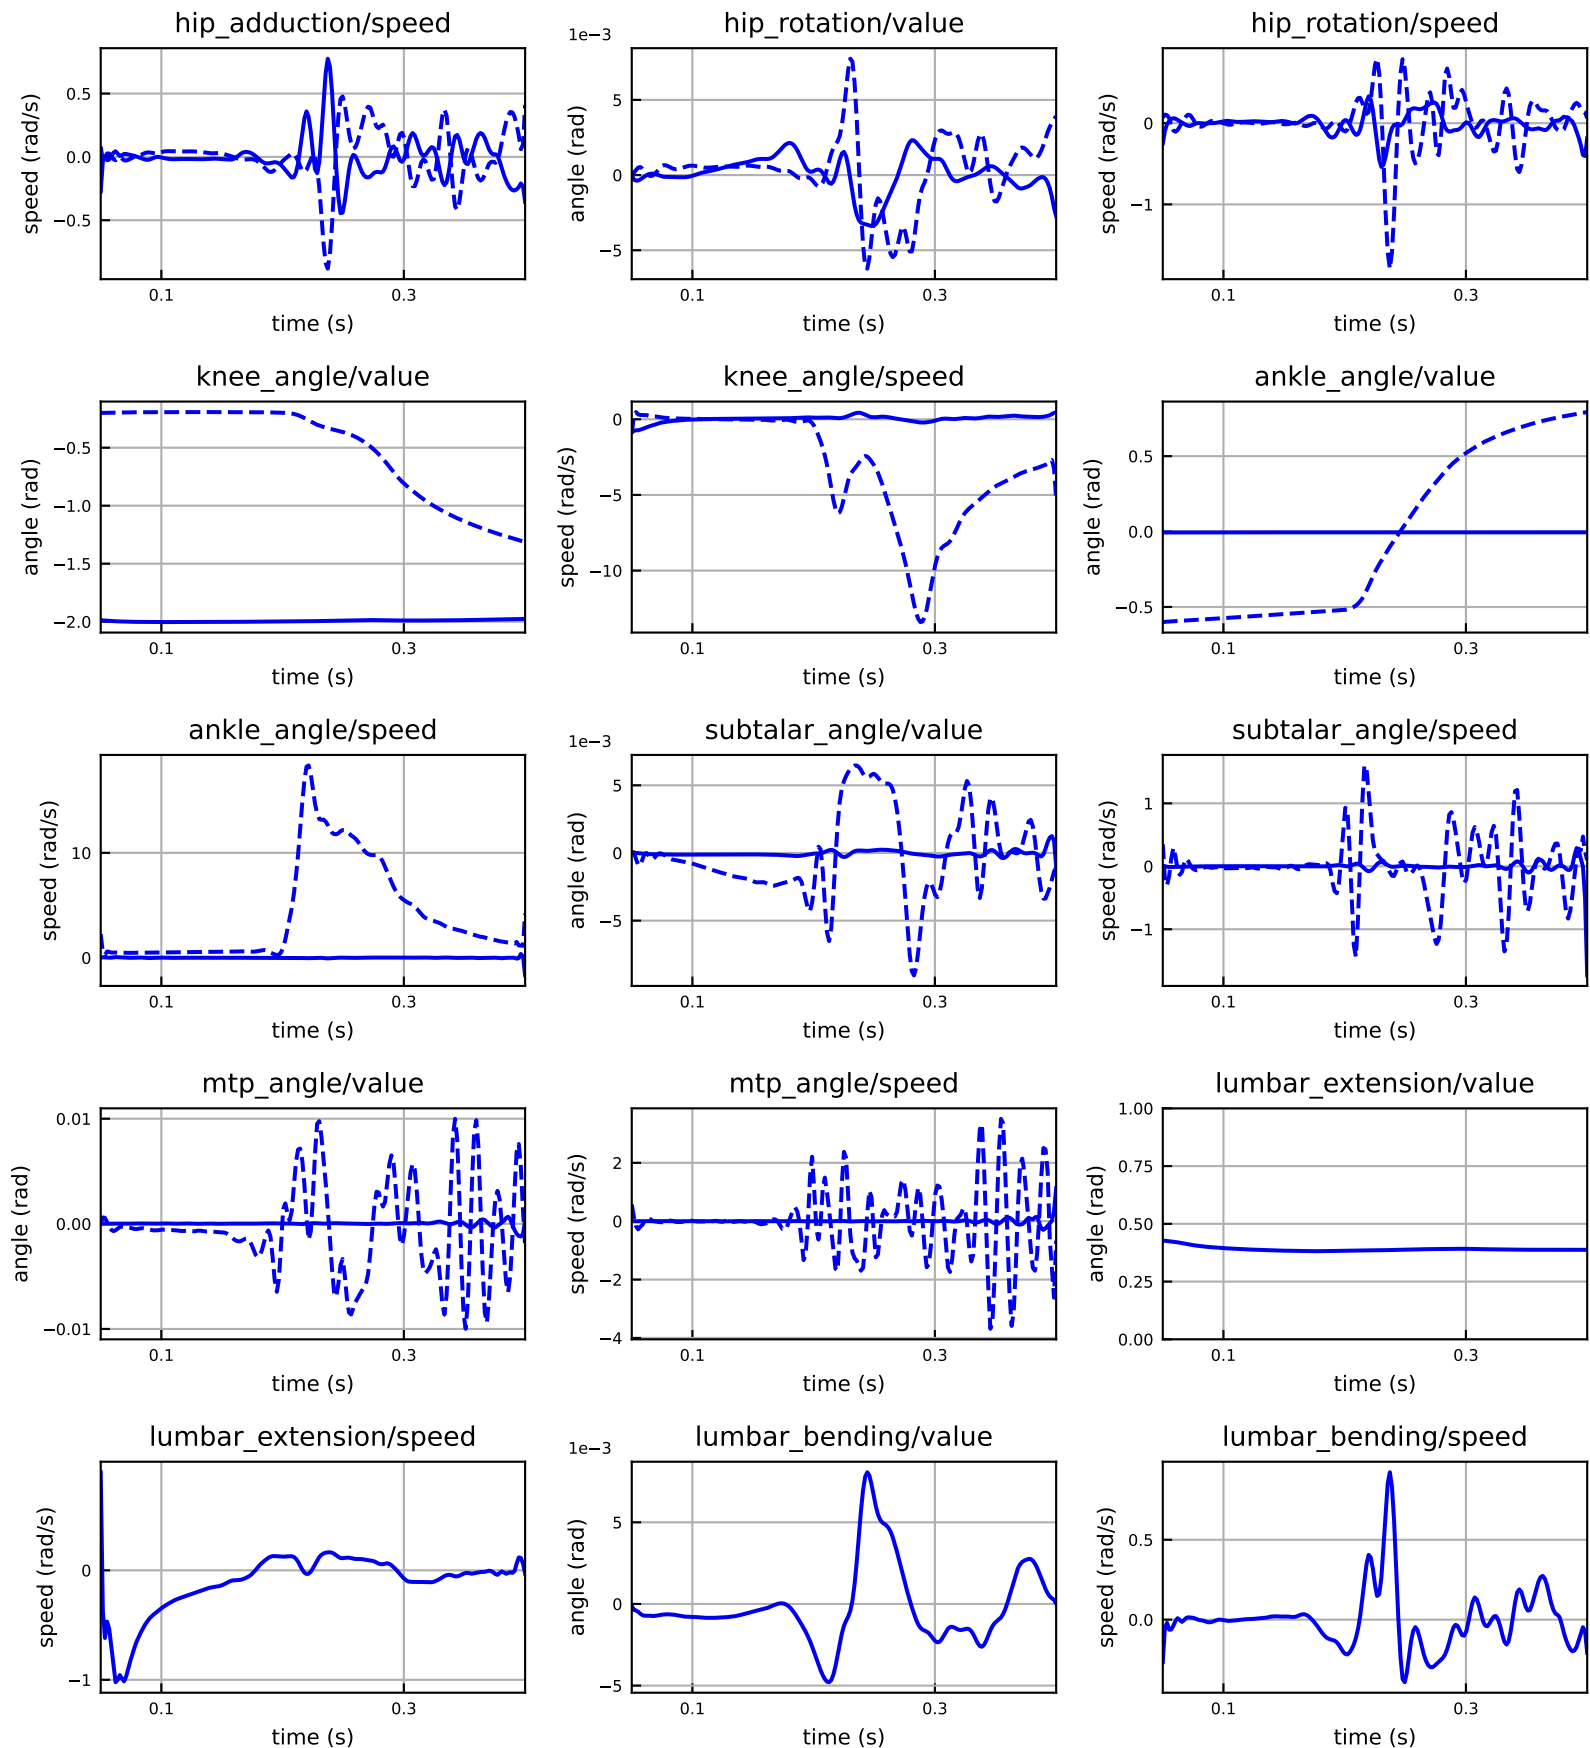 hip_adduction/speed
speed (rad/s)
0.5
0.0
−0.5
0.1
0.3
time (s)
hip_rotation/value
1e−3
angle (rad)
5
0
−5
0.1
0.3
time (s)
hip_rotation/speed
speed (rad/s)
0
−1
0.1
0.3
time (s)
knee_angle/value
angle (rad)
−0.5
−1.0
−1.5
−2.0
0.1
0.3
time (s)
knee_angle/speed
speed (rad/s)
0
−5
−10
0.1
0.3
time (s)
ankle_angle/value
angle (rad)
0.5
0.0
−0.5
0.1
0.3
time (s)
ankle_angle/speed
speed (rad/s)
10
0
0.1
0.3
time (s)
subtalar_angle/value
1e−3
angle (rad)
5
0
−5
0.1
0.3
time (s)
subtalar_angle/speed
speed (rad/s)
1
0
−1
0.1
0.3
time (s)
mtp_angle/value
angle (rad)
0.01
0.00
−0.01
0.1
0.3
time (s)
mtp_angle/speed
speed (rad/s)
2
0
−2
−4
0.1
0.3
time (s)
lumbar_extension/value
angle (rad)
1.00
0.75
0.50
0.25
0.00
0.1
0.3
time (s)
lumbar_extension/speed
speed (rad/s)
0
−1
0.1
0.3
time (s)
lumbar_bending/value
1e−3
angle (rad)
5
0
−5
0.1
0.3
time (s)
lumbar_bending/speed
speed (rad/s)
0.5
0.0
0.1
0.3
time (s)